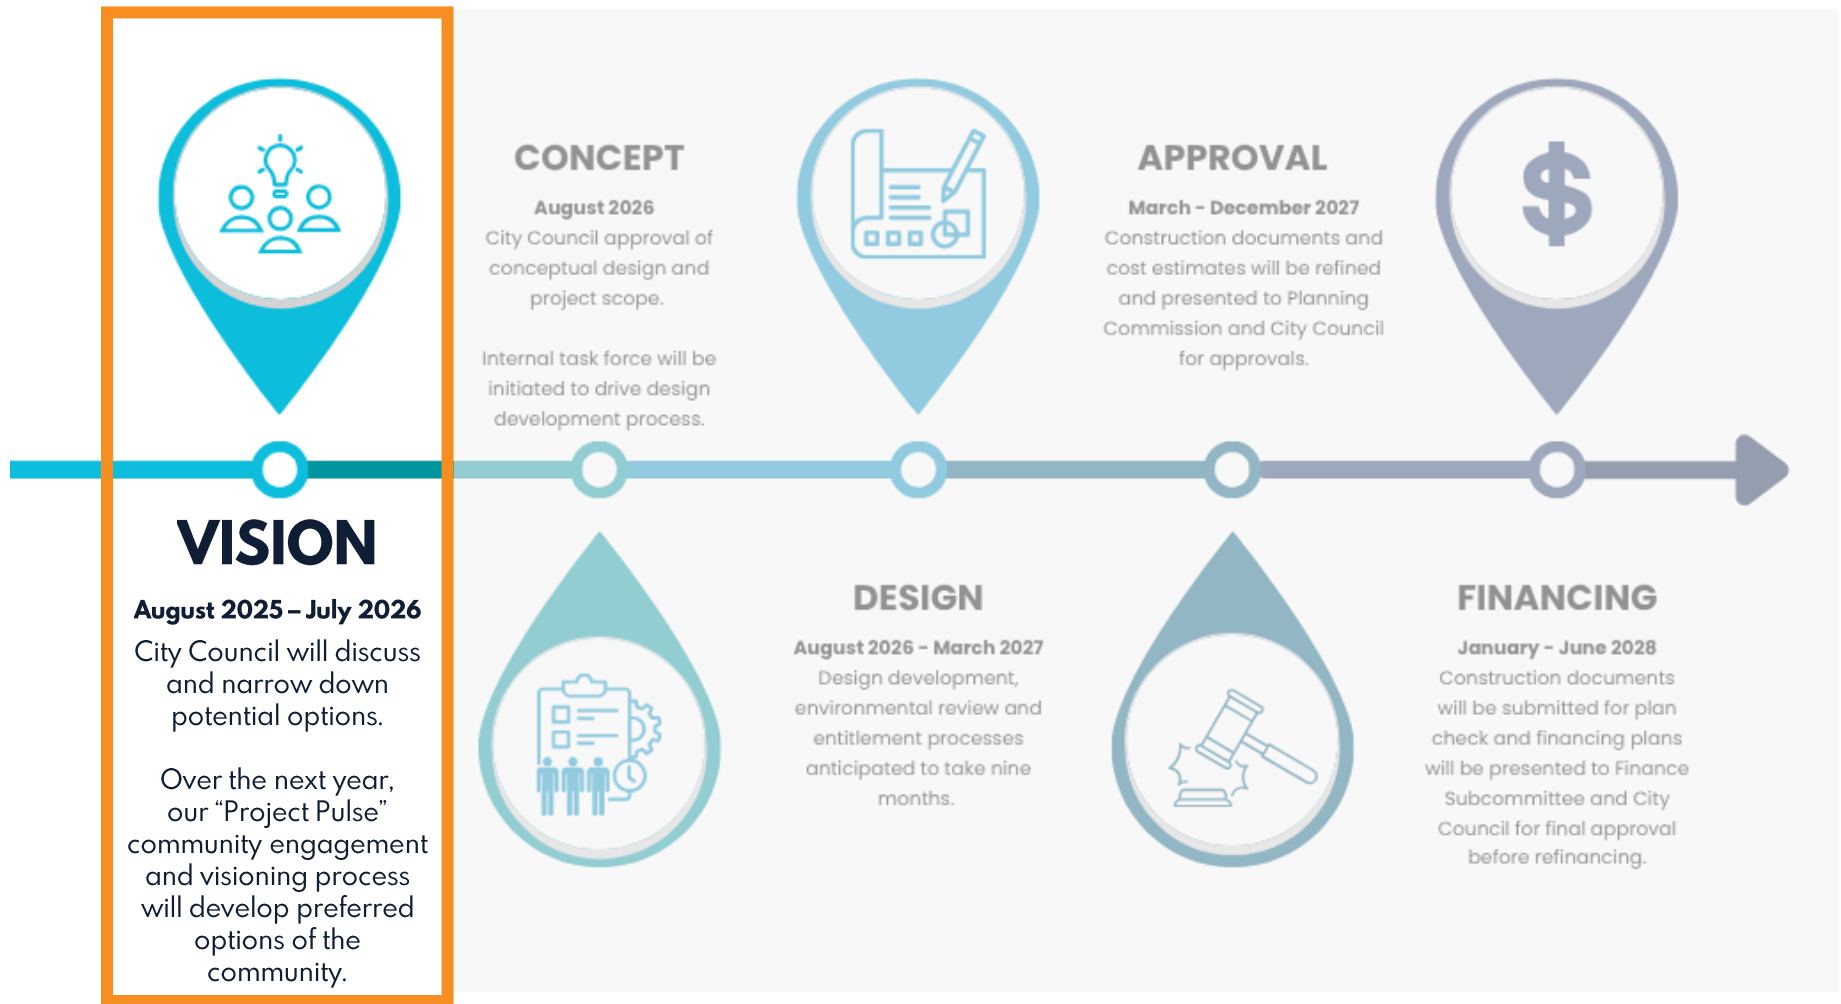 VISION
August 2025 – July 2026
City Council will discuss
and narrow down
potential options.
Over the next year,
our “Project Pulse”
community engagement
and visioning process
will develop preferred
options of the
community.
CONCEPT
August 2026
City Council approval of
conceptual design and
project scope.
Internal task force will be
initiated to drive design
development process.
DESIGN
August 2026 - March 2027
Design development,
environmental review and
entitlement processes
anticipated to take nine
months.
APPROVAL
March - December 2027
Construction documents and
cost estimates will be refined
and presented to Planning
Commission and City Council
for approvals.
$
FINANCING
January - June 2028
Construction documents
will be submitted for plan
check and financing plans
will be presented to Finance
Subcommittee and City
Council for final approval
before refinancing.